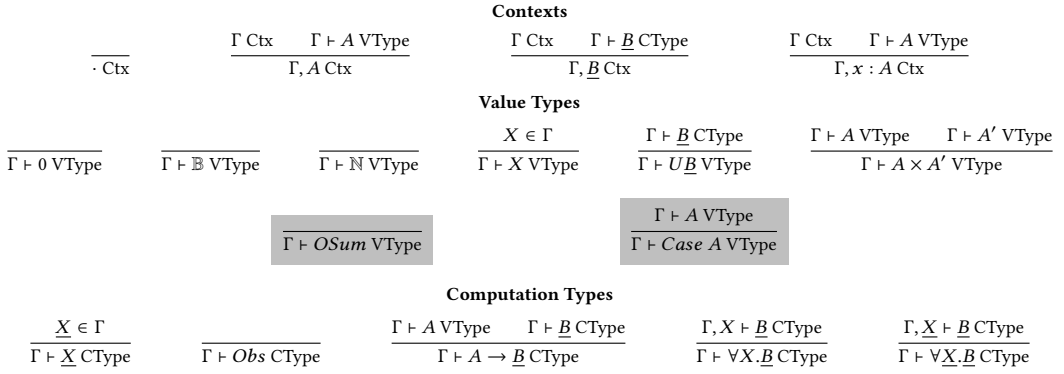 Contexts
Γ Ctx Γ ⊢ A VType Γ Ctx Γ ⊢ B̲ CType Γ Ctx Γ ⊢ A VType
· Ctx Γ, A Ctx Γ, B̲ Ctx Γ, x : A Ctx
Value Types
X ∈ Γ Γ ⊢ B̲ CType Γ ⊢ A VType Γ ⊢ A′ VType
Γ ⊢ 0 VType Γ ⊢ 𝔹 VType Γ ⊢ ℕ VType Γ ⊢ X VType Γ ⊢ UB̲ VType Γ ⊢ A × A′ VType
Γ ⊢ A VType
Γ ⊢ OSum VType Γ ⊢ Case A VType
Computation Types
X̲ ∈ Γ Γ ⊢ A VType Γ ⊢ B̲ CType Γ, X ⊢ B̲ CType Γ, X̲ ⊢ B̲ CType
Γ ⊢ X̲ CType Γ ⊢ Obs CType Γ ⊢ A → B̲ CType Γ ⊢ ∀X.B̲ CType Γ ⊢ ∀X̲.B̲ CType